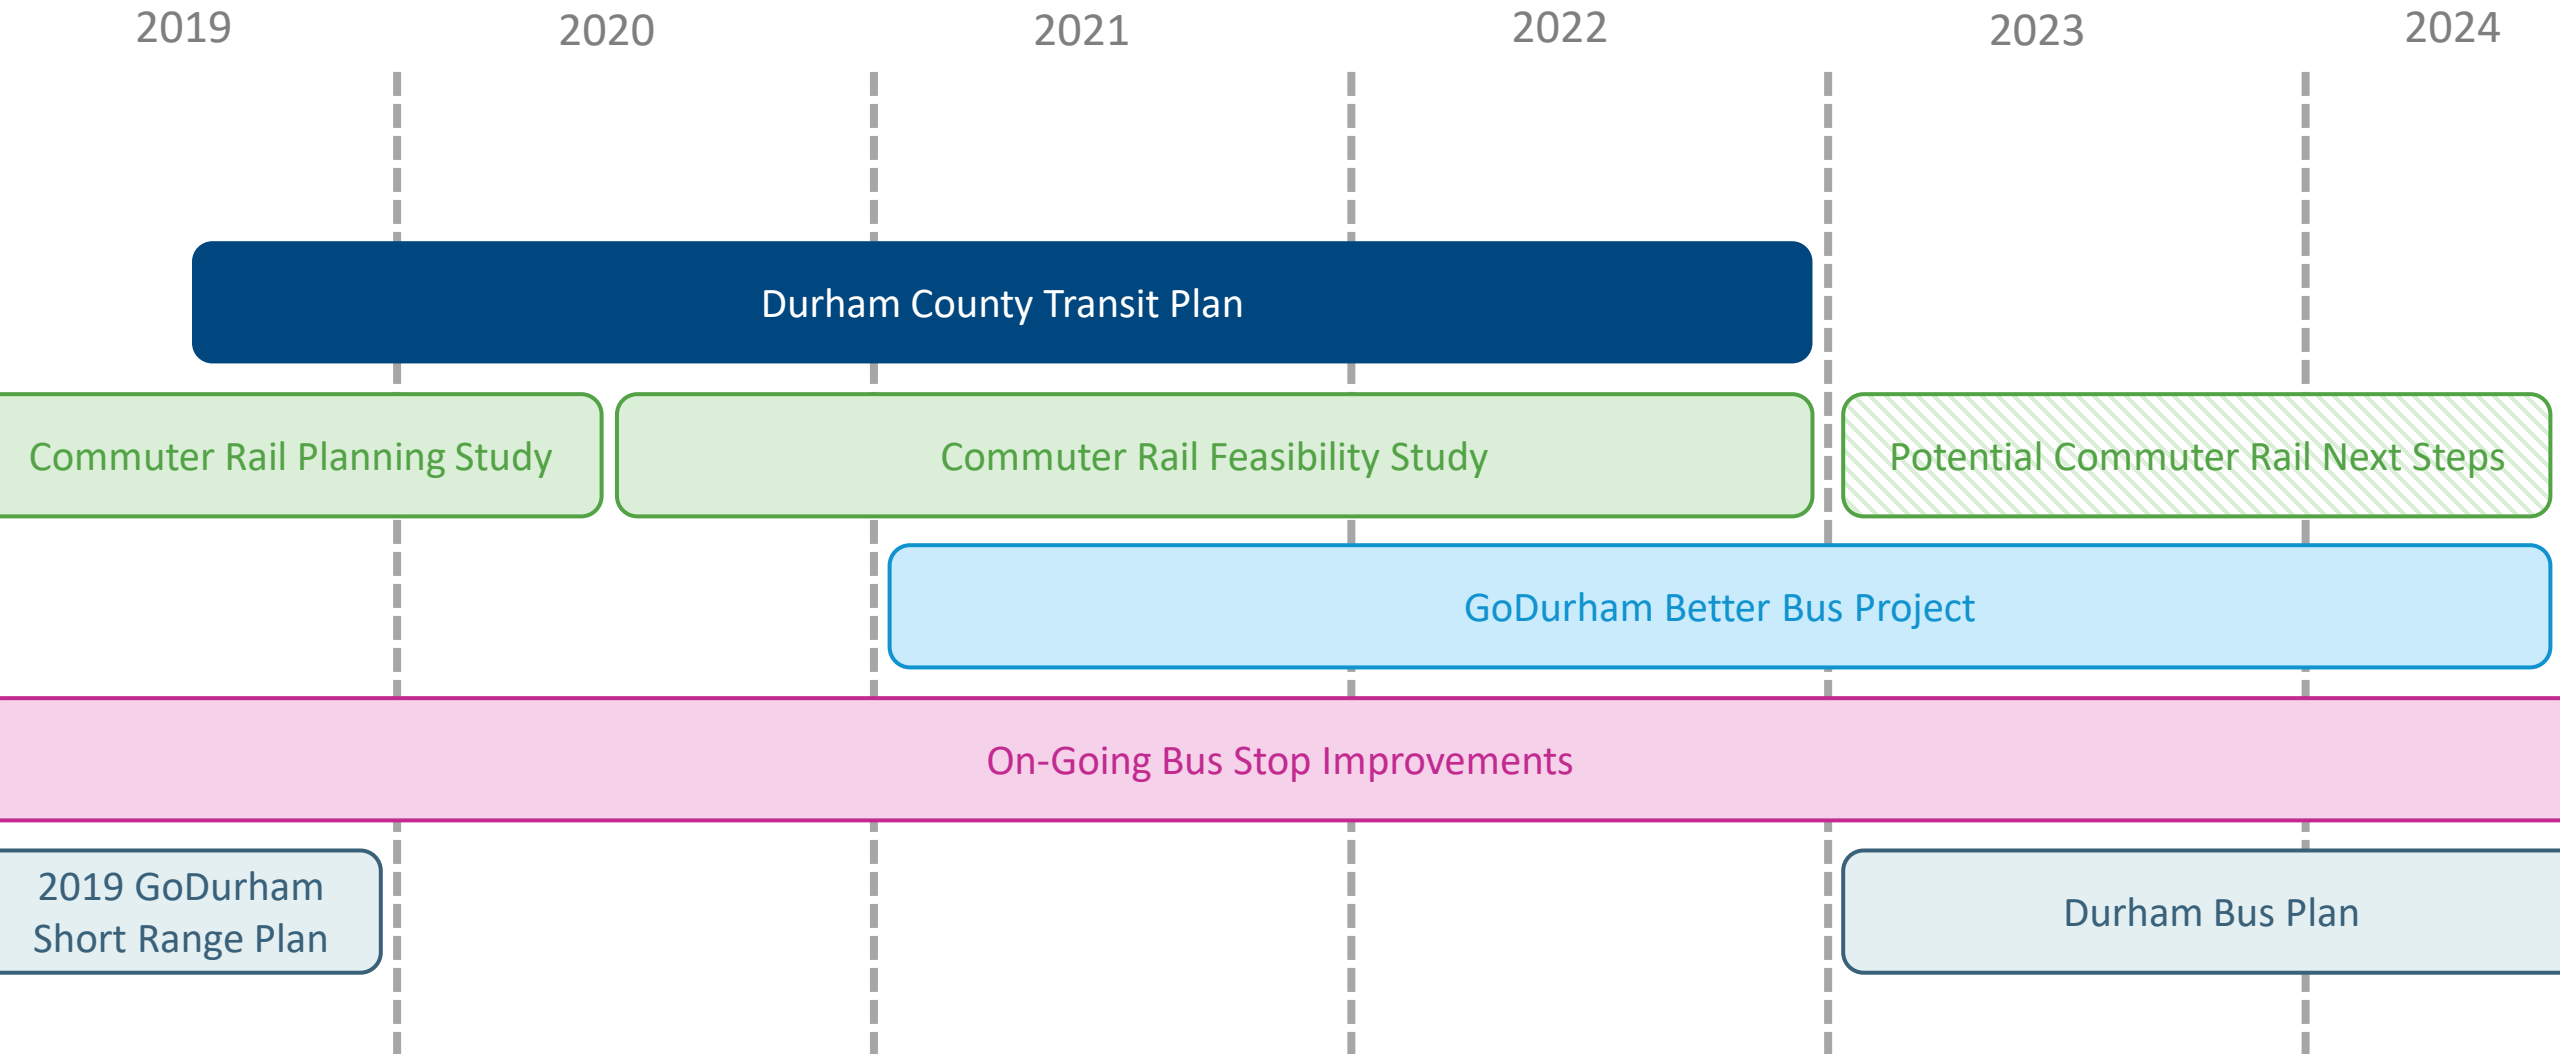 2019
2020
2021
2022
2023
2024
Durham County Transit Plan
Commuter Rail Planning Study
Commuter Rail Feasibility Study
Potential Commuter Rail Next Steps
GoDurham Better Bus Project
On-Going Bus Stop Improvements
2019 GoDurham
Short Range Plan
Durham Bus Plan